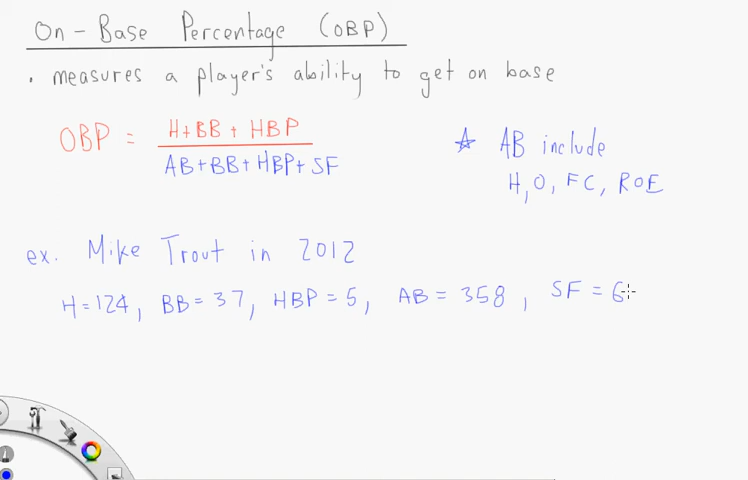 On-Base Percentage (OBP)
• measures a player's ability to get on base
OBP = H+BB+HBP / AB+BB+HBP+SF
☆ AB include
H, O, FC, ROE
ex. Mike Trout in 2012
H=124, BB=37, HBP=5, AB=358, SF=6